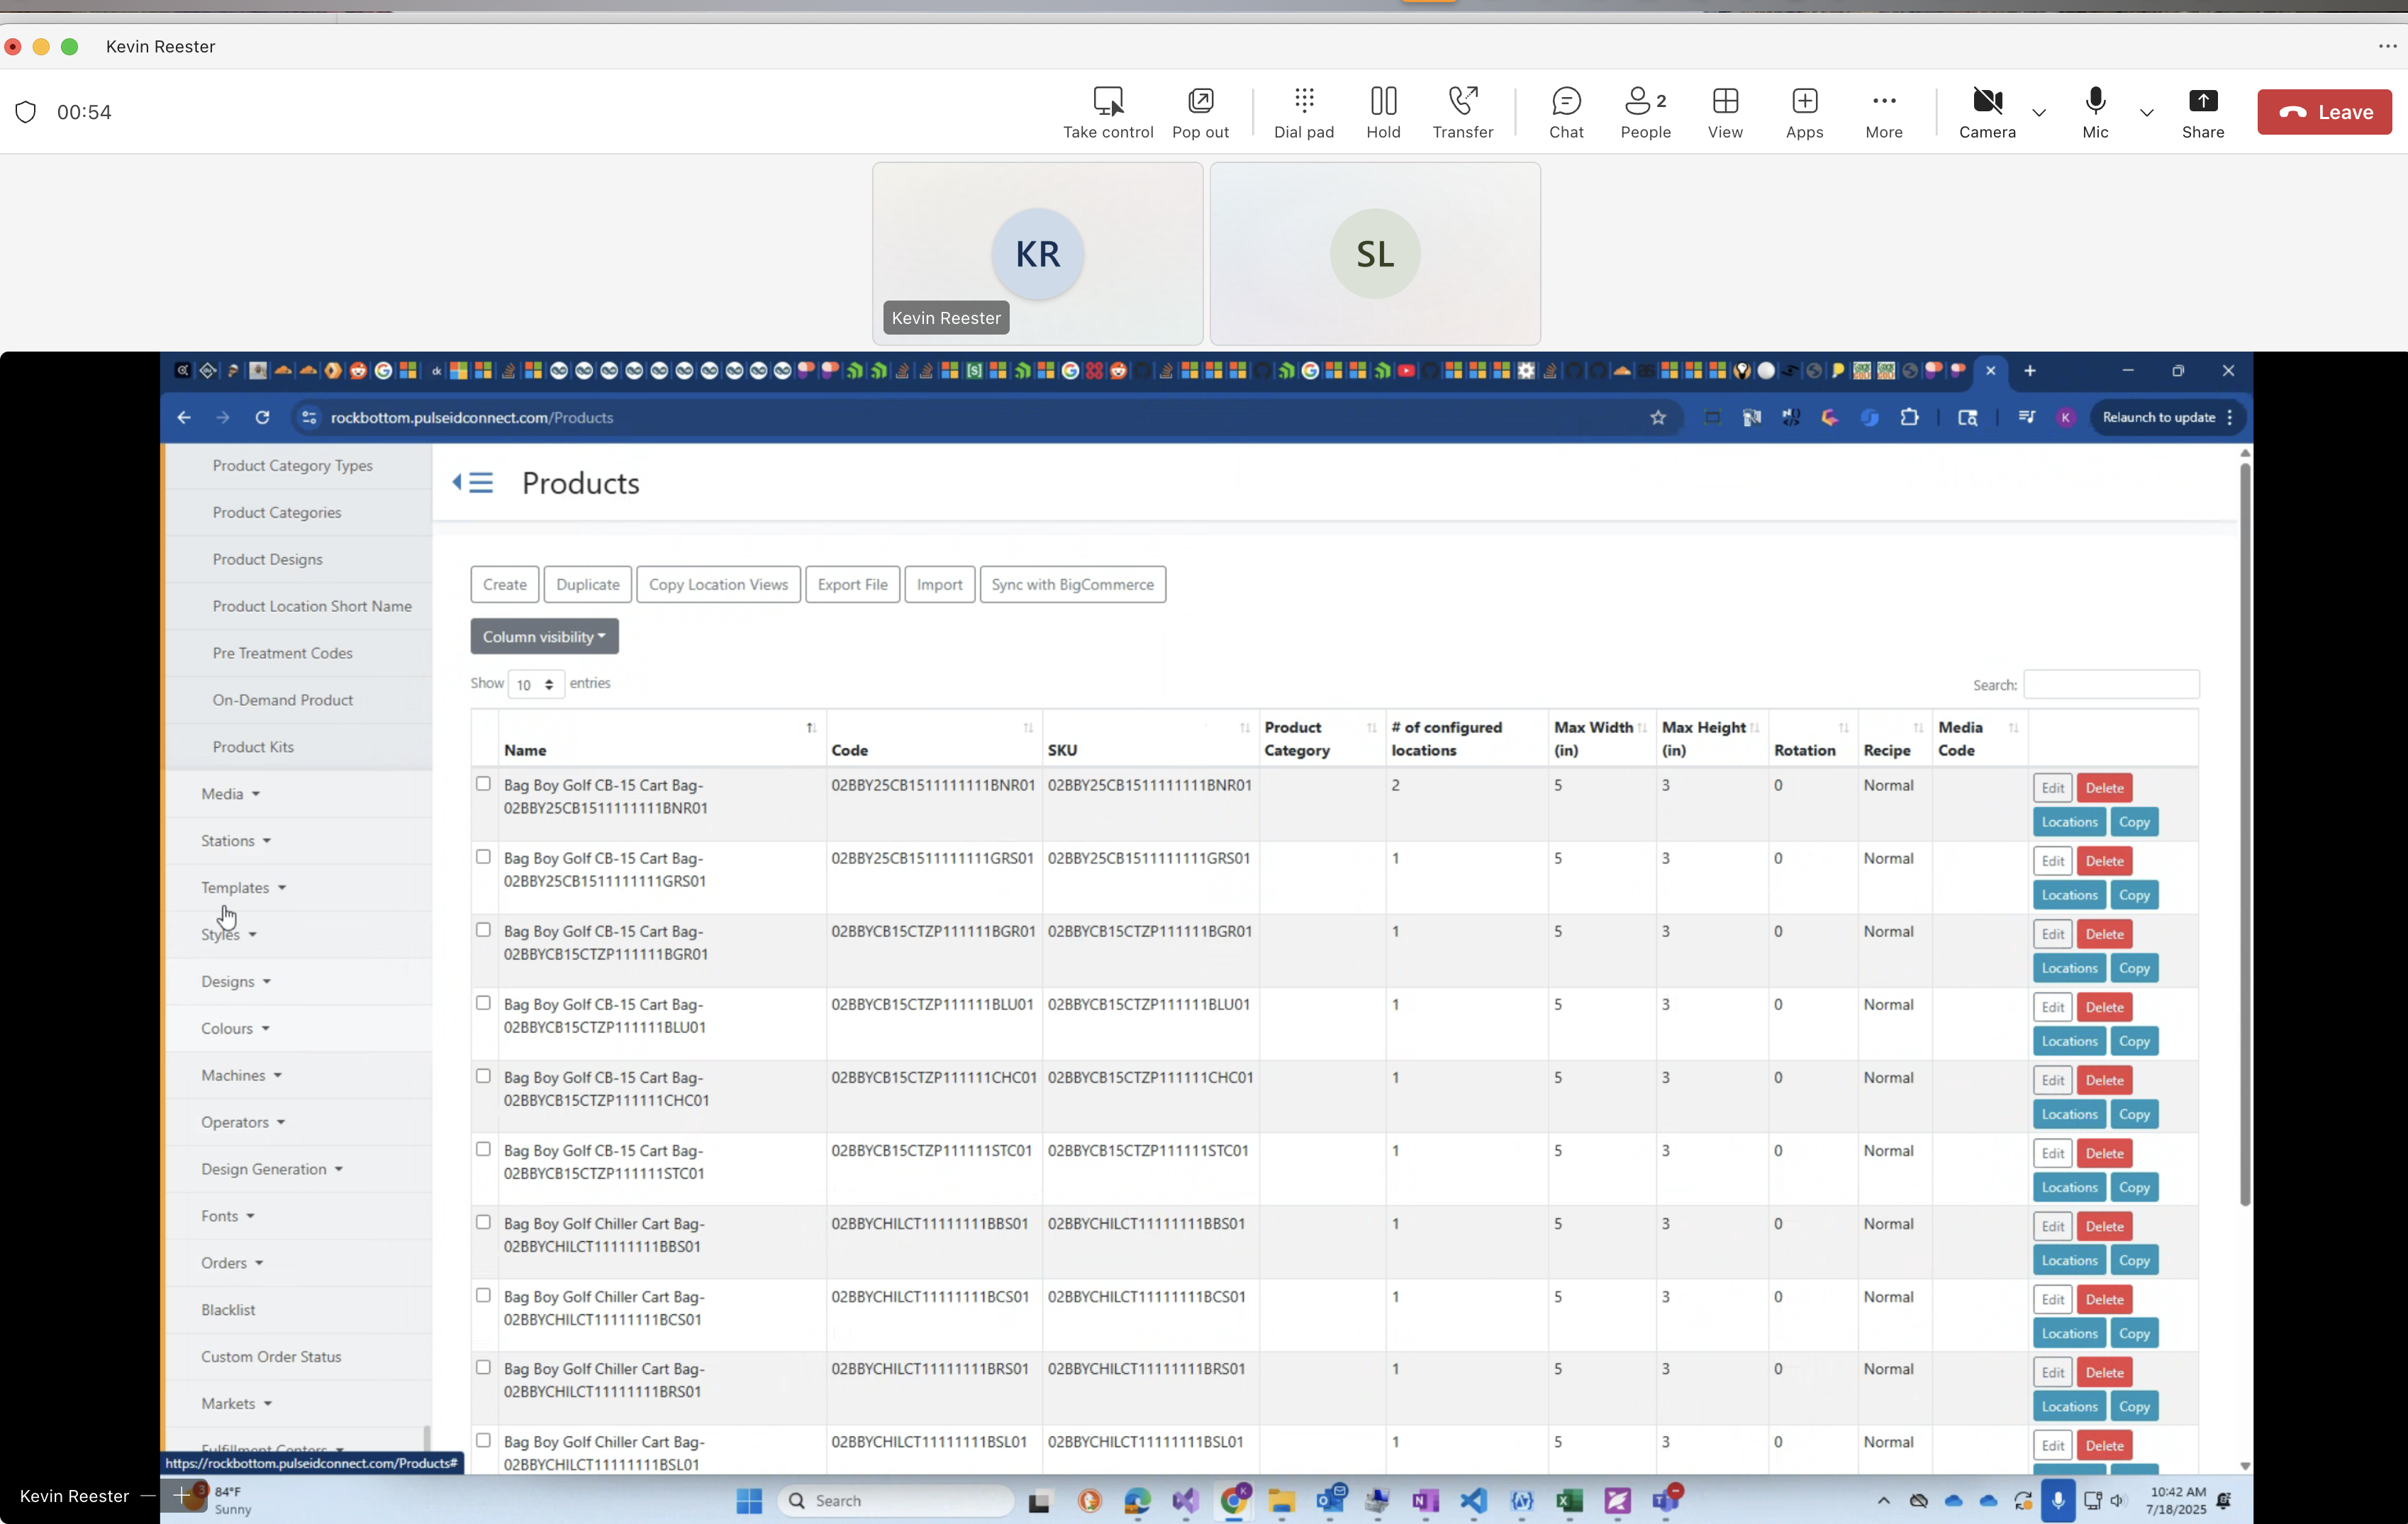 Kevin Reester
00:54
Take control
Pop out
Dial pad
Hold
Transfer
Chat
2
People
View
Apps
More
Camera
Mic
Share
Leave
KR
Kevin Reester
SL
rockbottom.pulseidconnect.com/Products
K
Relaunch to update
Product Category Types
Product Categories
Product Designs
Product Location Short Name
Pre Treatment Codes
On-Demand Product
Product Kits
Media
Stations
Templates
Styles
Designs
Colours
Machines
Operators
Design Generation
Fonts
Orders
Blacklist
Custom Order Status
Markets
Fulfillment Centers
https://rockbottom.pulseidconnect.com/Products#
Products
Create Duplicate Copy Location Views Export File Import Sync with BigCommerce
Column visibility
Show 10 entries
Search:
Name Code SKU Product Category # of configured locations Max Width (in) Max Height (in) Rotation Recipe Media Code
Bag Boy Golf CB-15 Cart Bag- 02BBY25CB1511111111BNR01 02BBY25CB1511111111BNR01 2 5 3 0 Normal Edit Delete
02BBY25CB1511111111BNR01 Locations Copy
Bag Boy Golf CB-15 Cart Bag- 02BBY25CB1511111111GRS01 02BBY25CB1511111111GRS01 1 5 3 0 Normal Edit Delete
02BBY25CB1511111111GRS01 Locations Copy
Bag Boy Golf CB-15 Cart Bag- 02BBYCB15CTZP111111BGR01 02BBYCB15CTZP111111BGR01 1 5 3 0 Normal Edit Delete
02BBYCB15CTZP111111BGR01 Locations Copy
Bag Boy Golf CB-15 Cart Bag- 02BBYCB15CTZP111111BLU01 02BBYCB15CTZP111111BLU01 1 5 3 0 Normal Edit Delete
02BBYCB15CTZP111111BLU01 Locations Copy
Bag Boy Golf CB-15 Cart Bag- 02BBYCB15CTZP111111CHC01 02BBYCB15CTZP111111CHC01 1 5 3 0 Normal Edit Delete
02BBYCB15CTZP111111CHC01 Locations Copy
Bag Boy Golf CB-15 Cart Bag- 02BBYCB15CTZP111111STC01 02BBYCB15CTZP111111STC01 1 5 3 0 Normal Edit Delete
02BBYCB15CTZP111111STC01 Locations Copy
Bag Boy Golf Chiller Cart Bag- 02BBYCHILCT11111111BBS01 02BBYCHILCT11111111BBS01 1 5 3 0 Normal Edit Delete
02BBYCHILCT11111111BBS01 Locations Copy
Bag Boy Golf Chiller Cart Bag- 02BBYCHILCT11111111BCS01 02BBYCHILCT11111111BCS01 1 5 3 0 Normal Edit Delete
02BBYCHILCT11111111BCS01 Locations Copy
Bag Boy Golf Chiller Cart Bag- 02BBYCHILCT11111111BRS01 02BBYCHILCT11111111BRS01 1 5 3 0 Normal Edit Delete
02BBYCHILCT11111111BRS01 Locations Copy
Bag Boy Golf Chiller Cart Bag- 02BBYCHILCT11111111BSL01 02BBYCHILCT11111111BSL01 1 5 3 0 Normal Edit Delete
02BBYCHILCT11111111BSL01
Kevin Reester
3
84°F
Sunny
Search
10:42 AM
7/18/2025